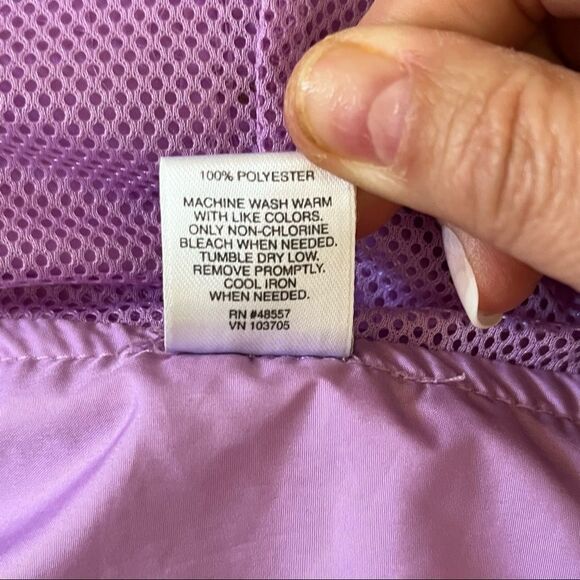 100% POLYESTER
MACHINE WASH WARM
WITH LIKE COLORS.
ONLY NON-CHLORINE
BLEACH WHEN NEEDED.
TUMBLE DRY LOW.
REMOVE PROMPTLY.
COOL IRON
WHEN NEEDED.
RN #48557
VN 103705